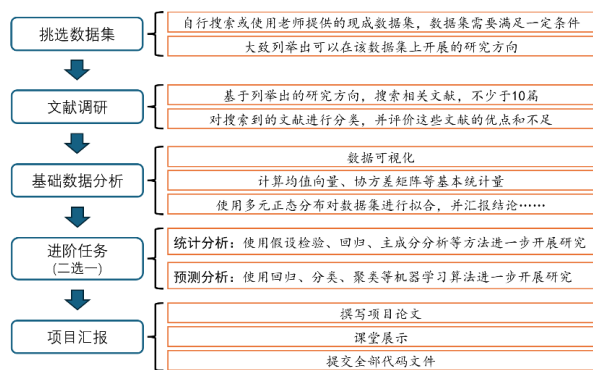 挑选数据集
自行搜索或使用老师提供的现成数据集，数据集需要满足一定条件
大致列举出可以在该数据集上开展的研究方向
文献调研
基于列举出的研究方向，搜索相关文献，不少于10篇
对搜索到的文献进行分类，并评价这些文献的优点和不足
基础数据分析
数据可视化
计算均值向量、协方差矩阵等基本统计量
使用多元正态分布对数据集进行拟合，并汇报结论……
进阶任务
(二选一)
统计分析：使用假设检验、回归、主成分分析等方法进一步开展研究
预测分析：使用回归、分类、聚类等机器学习算法进一步开展研究
项目汇报
撰写项目论文
课堂展示
提交全部代码文件